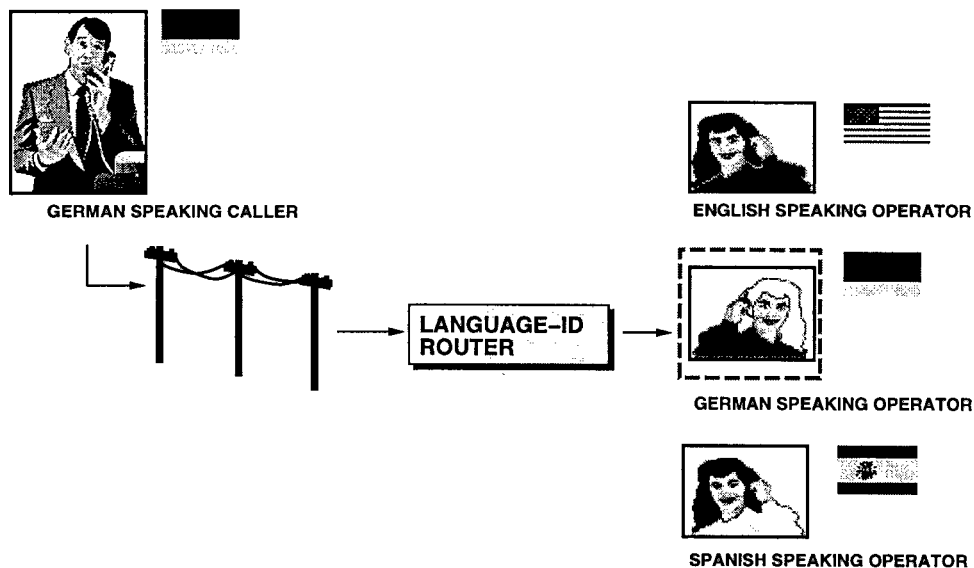 GERMAN SPEAKING CALLER
ENGLISH SPEAKING OPERATOR
LANGUAGE–ID
ROUTER
GERMAN SPEAKING OPERATOR
SPANISH SPEAKING OPERATOR